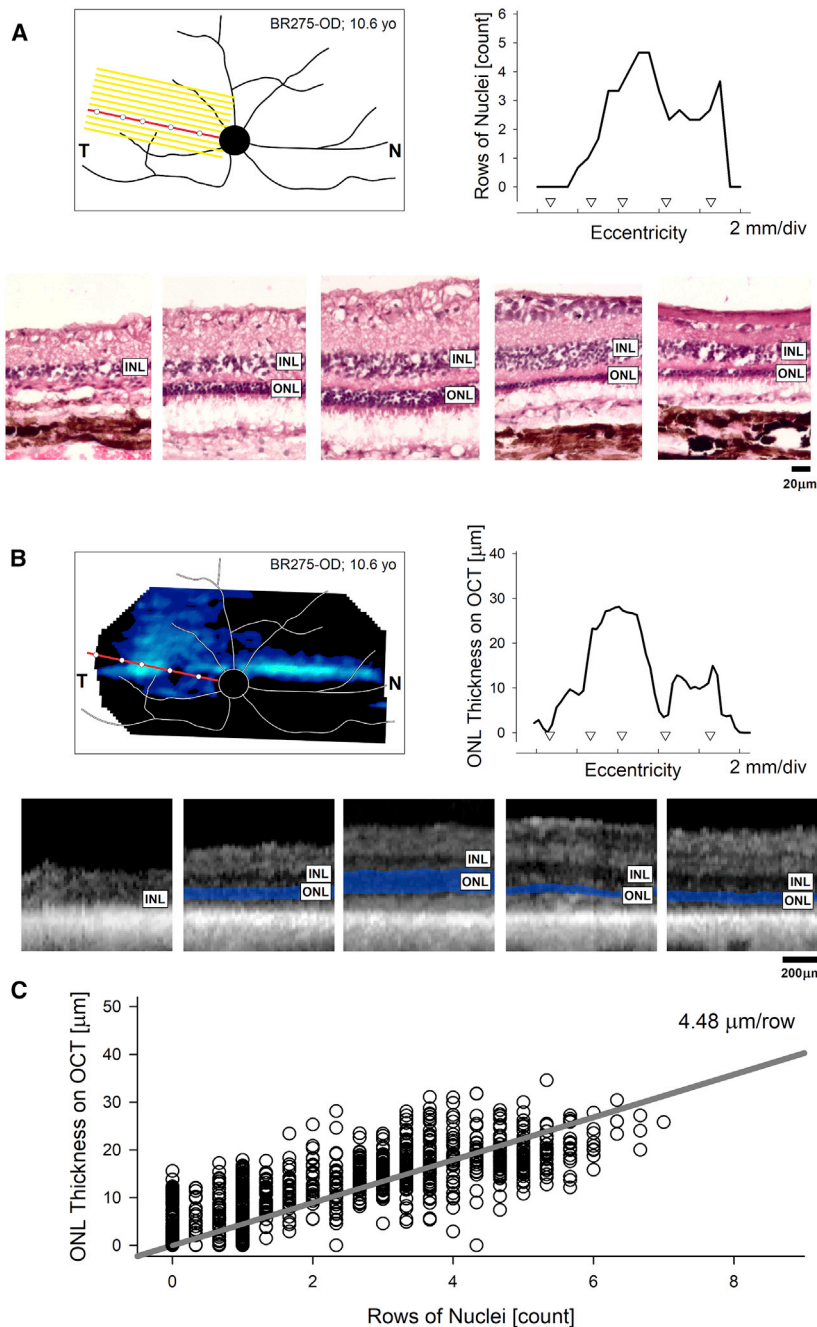 A
BR275-OD; 10.6 yo
T
N
Rows of Nuclei [count]
6
5
4
3
2
1
0
Eccentricity
2 mm/div
INL
INL
ONL
INL
ONL
INL
ONL
INL
ONL
20μm
B
BR275-OD; 10.6 yo
T
N
ONL Thickness on OCT [μm]
40
30
20
10
0
Eccentricity
2 mm/div
INL
INL
ONL
INL
ONL
INL
ONL
INL
ONL
200μm
C
ONL Thickness on OCT [μm]
50
40
30
20
10
0
4.48 μm/row
0 2 4 6 8
Rows of Nuclei [count]